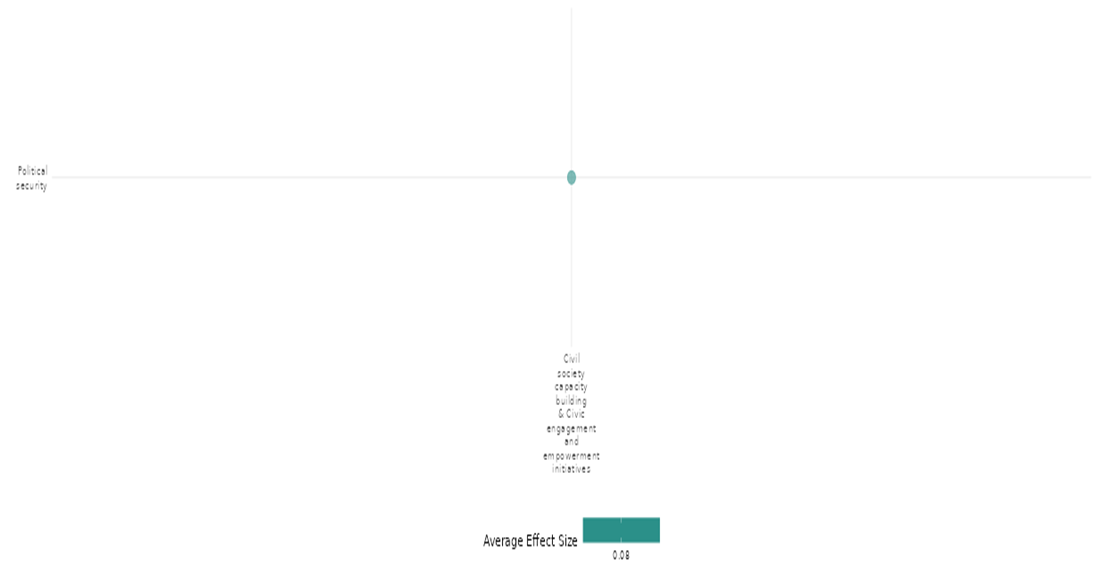 Political
security
Civil
society
capacity
building
& Civic
engagement
and
empowerment
initiatives
Average Effect Size
0.08